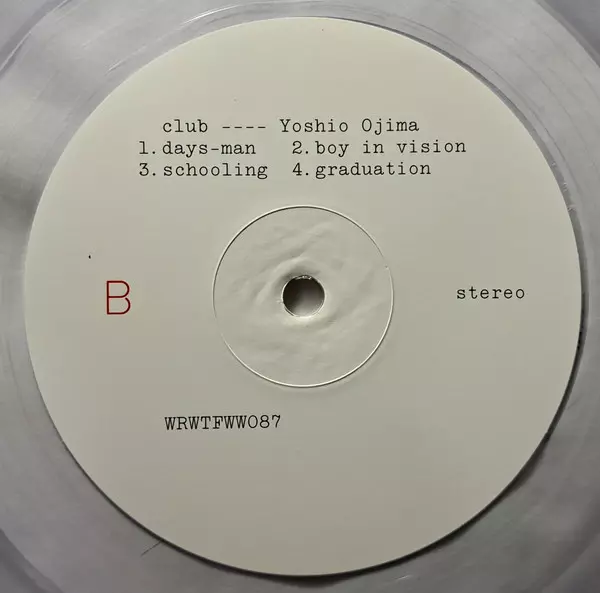 club ---- Yoshio Ojima
1.days-man 2.boy in vision
3.schooling 4.graduation
B
stereo
WRWTFWW087